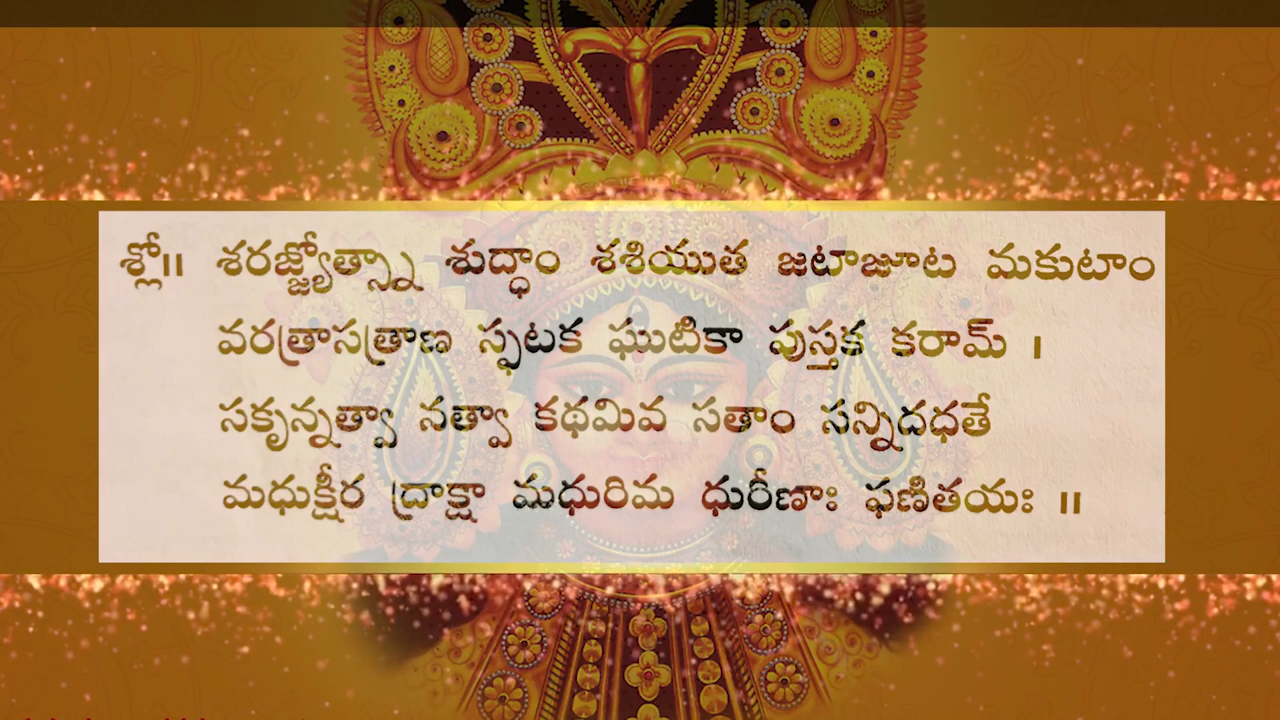 శ్లో॥ శరజ్జ్యోత్స్నా శుద్ధాం శశియుత జటాజూట మకుటాం
వరత్రాసత్రాణ స్ఫటిక ఘుటికా పుస్తక కరామ్ ।
సకృన్నత్వా నత్వా కథమివ సతాం సన్నిదధతే
మధుక్షీర ద్రాక్షా మధురిమ ధురీణాః ఫణితయః ॥